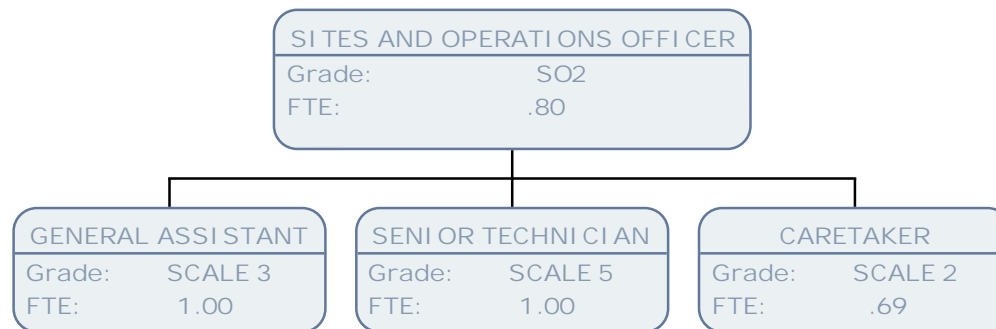 SITES AND OPERATIONS OFFICER
Grade: SO2
FTE: .80
GENERAL ASSISTANT
Grade: SCALE 3
FTE: 1.00
SENIOR TECHNICIAN
Grade: SCALE 5
FTE: 1.00
CARETAKER
Grade: SCALE 2
FTE: .69